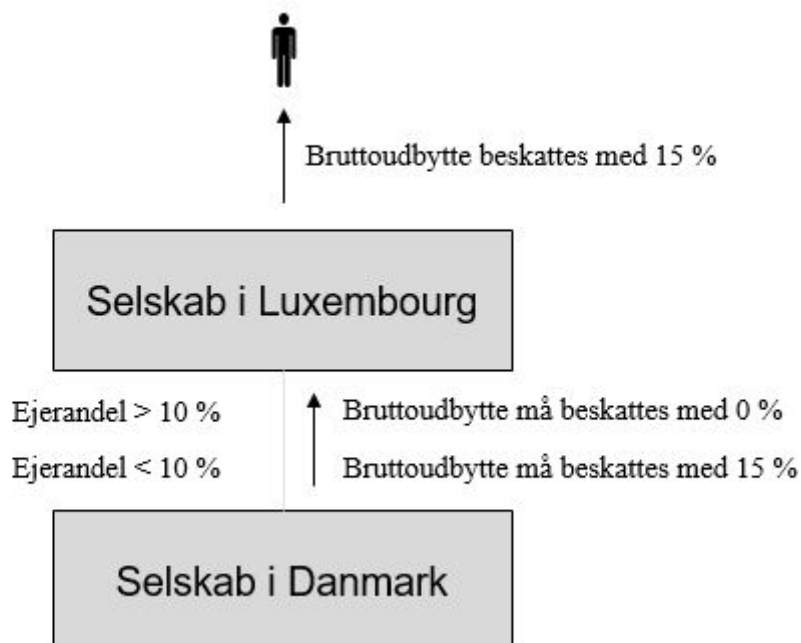 Bruttoudbytte beskattes med 15 %
Selskab i Luxembourg
Ejerandel > 10 %
Bruttoudbytte må beskattes med 0 %
Ejerandel < 10 %
Bruttoudbytte må beskattes med 15 %
Selskab i Danmark